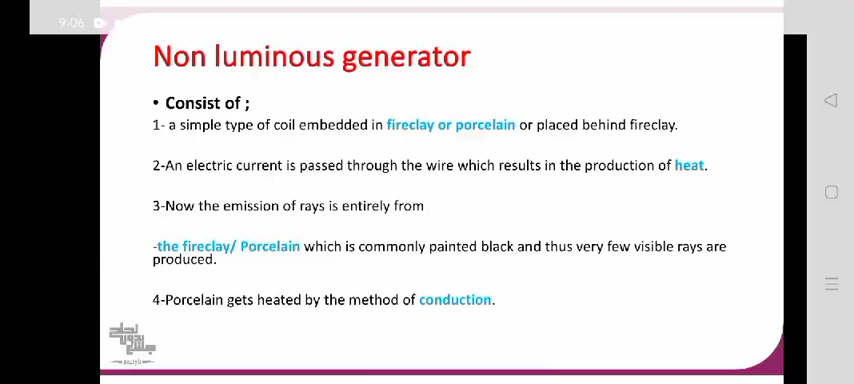 9:06
Non luminous generator
• Consist of ;
1- a simple type of coil embedded in fireclay or porcelain or placed behind fireclay.
2-An electric current is passed through the wire which results in the production of heat.
3-Now the emission of rays is entirely from
-the fireclay/ Porcelain which is commonly painted black and thus very few visible rays are
produced.
4-Porcelain gets heated by the method of conduction.